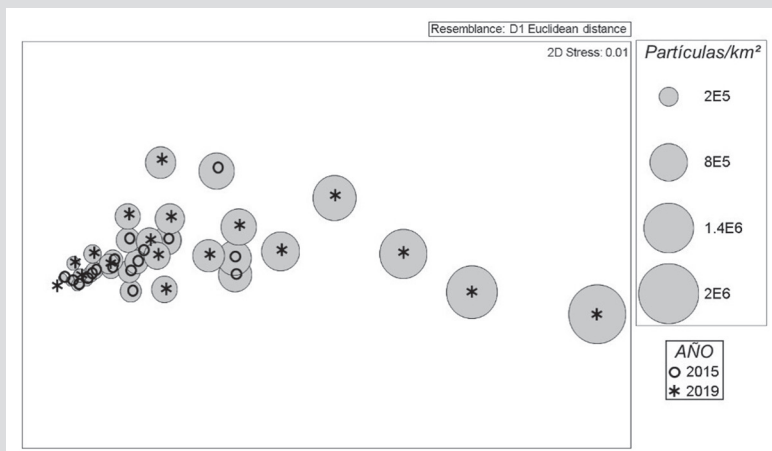 Resemblance: D1 Euclidean distance
2D Stress: 0.01
Partículas/km²
2E5
8E5
1.4E6
2E6
AÑO
2015
2019